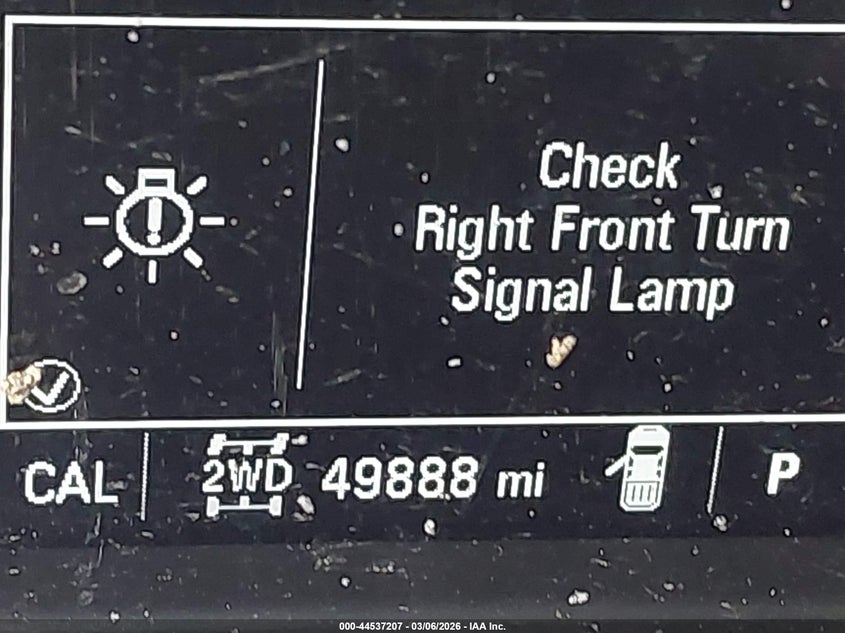 Check
Right Front Turn
Signal Lamp
CAL 2WD 49888 mi P
000-44537207 - 03/06/2026 - IAA Inc.